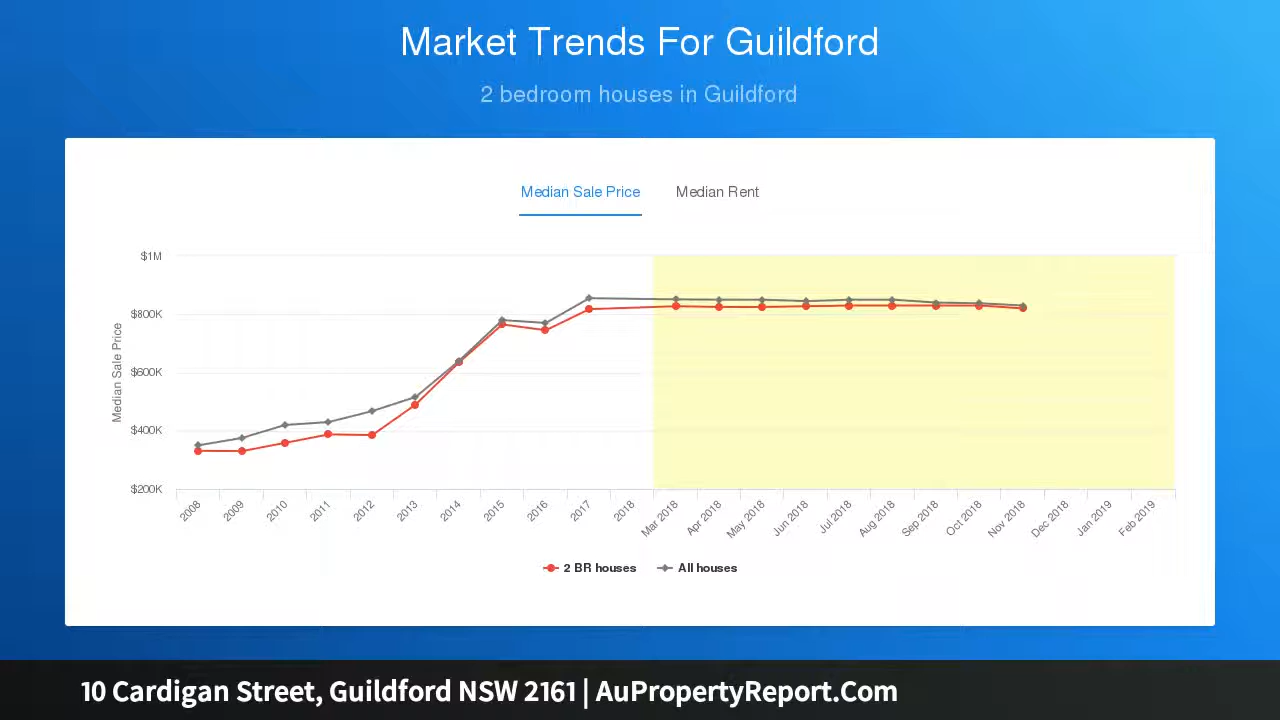 Market Trends For Guildford
2 bedroom houses in Guildford
Median Sale Price Median Rent
Median Sale Price
$1M
$800K
$600K
$400K
$200K
2008 2009 2010 2011 2012 2013 2014 2015 2016 2017 2018 Mar 2018 Apr 2018 May 2018 Jun 2018 Jul 2018 Aug 2018 Sep 2018 Oct 2018 Nov 2018 Dec 2018 Jan 2019 Feb 2019
2 BR houses All houses
10 Cardigan Street, Guildford NSW 2161 | AuPropertyReport.Com